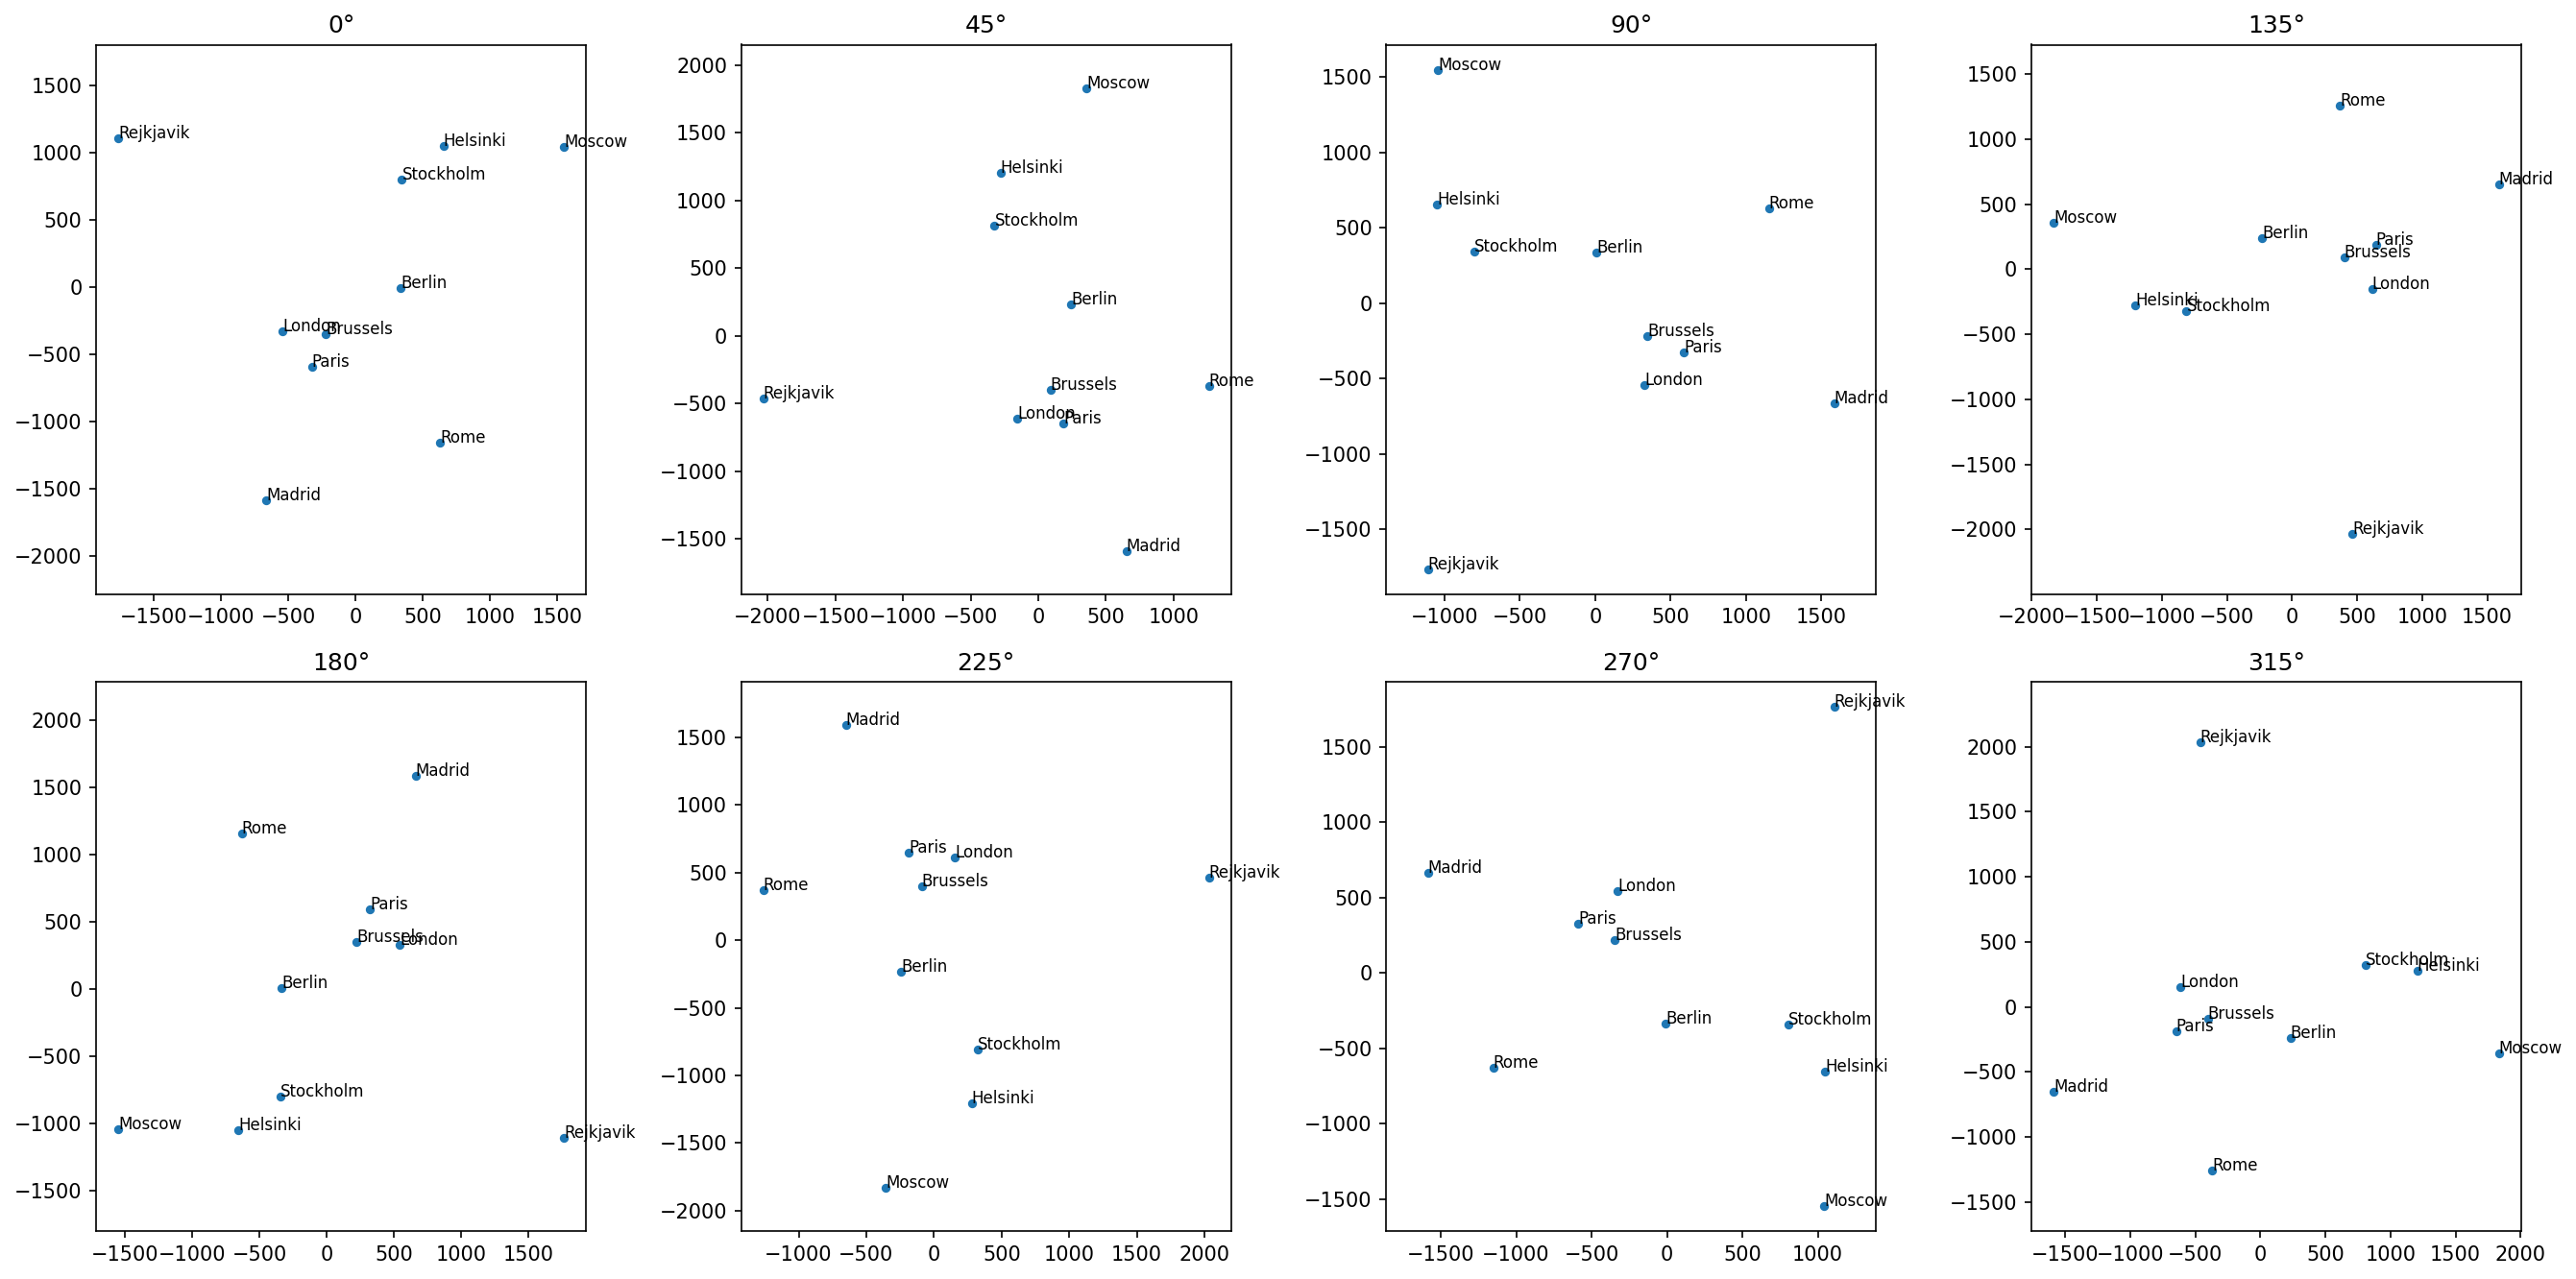 0°
1500
1000
500
0
−500
−1000
−1500
−2000
Rejkjavik
Helsinki
Moscow
Stockholm
Berlin
London
Brussels
Paris
Rome
Madrid
−1500 −1000 −500 0 500 1000 1500
45°
2000
1500
1000
500
0
−500
−1000
−1500
Moscow
Helsinki
Stockholm
Berlin
Rome
Brussels
Rejkjavik
London
Paris
Madrid
−2000 −1500 −1000 −500 0 500 1000
90°
1500
1000
500
0
−500
−1000
−1500
Moscow
Helsinki
Rome
Stockholm
Berlin
Brussels
Paris
London
Madrid
Rejkjavik
−1000 −500 0 500 1000 1500
135°
1500
1000
500
0
−500
−1000
−1500
−2000
Rome
Madrid
Moscow
Berlin
Paris
Brussels
London
Helsinki
Stockholm
Rejkjavik
−2000 −1500 −1000 −500 0 500 1000 1500
180°
2000
1500
1000
500
0
−500
−1000
−1500
Madrid
Rome
Paris
Brussels
London
Berlin
Stockholm
Moscow
Helsinki
Rejkjavik
−1500 −1000 −500 0 500 1000 1500
225°
1500
1000
500
0
−500
−1000
−1500
−2000
Madrid
Paris
London
Rejkjavik
Brussels
Rome
Berlin
Stockholm
Helsinki
Moscow
−1000 −500 0 500 1000 1500 2000
270°
1500
1000
500
0
−500
−1000
−1500
Rejkjavik
Madrid
London
Paris
Brussels
Berlin
Stockholm
Rome
Helsinki
Moscow
−1500 −1000 −500 0 500 1000
315°
2000
1500
1000
500
0
−500
−1000
−1500
Rejkjavik
Stockholm
Helsinki
London
Brussels
Paris
Berlin
Moscow
Madrid
Rome
−1500 −1000 −500 0 500 1000 1500 2000